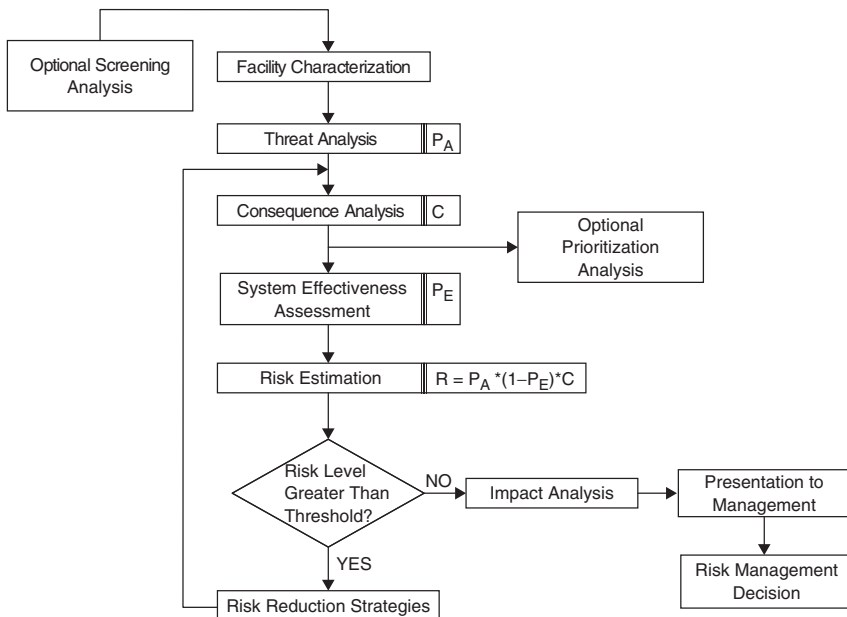 Optional Screening
Analysis
Facility Characterization
Threat Analysis
P_A
Consequence Analysis
C
Optional
Prioritization
Analysis
System Effectiveness
Assessment
P_E
Risk Estimation
R = P_A *(1–P_E)*C
Risk Level
Greater Than
Threshold?
NO
Impact Analysis
Presentation to
Management
YES
Risk Management
Decision
Risk Reduction Strategies